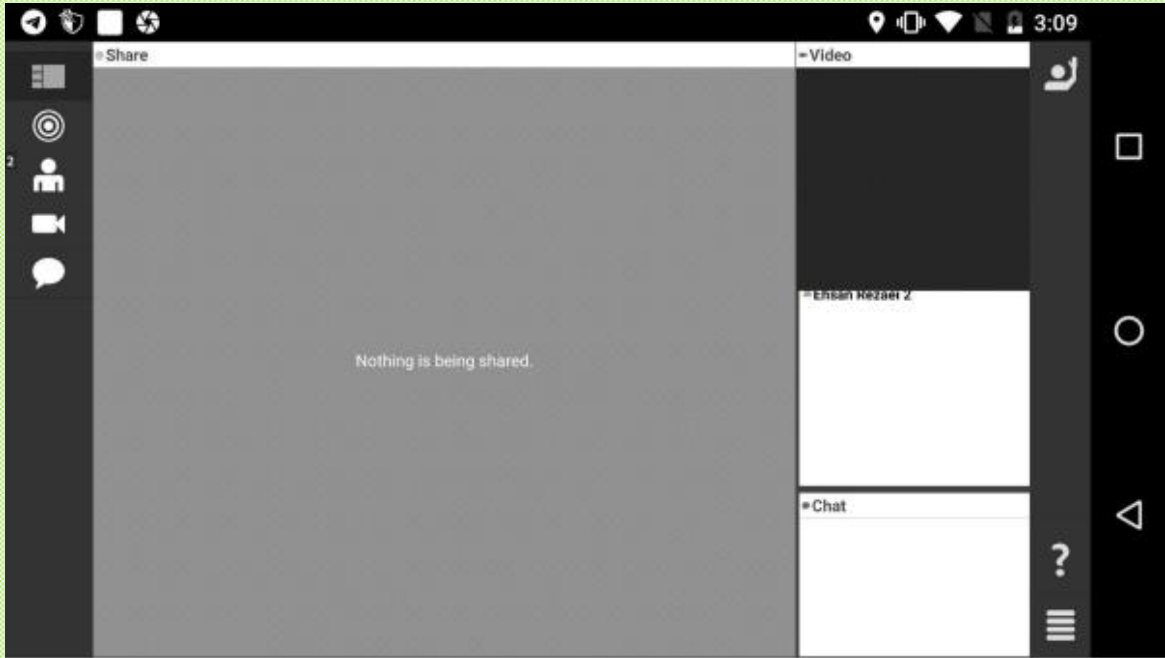 3:09
Share
Video
2
Ehsan Rezaei 2
Nothing is being shared.
Chat
?